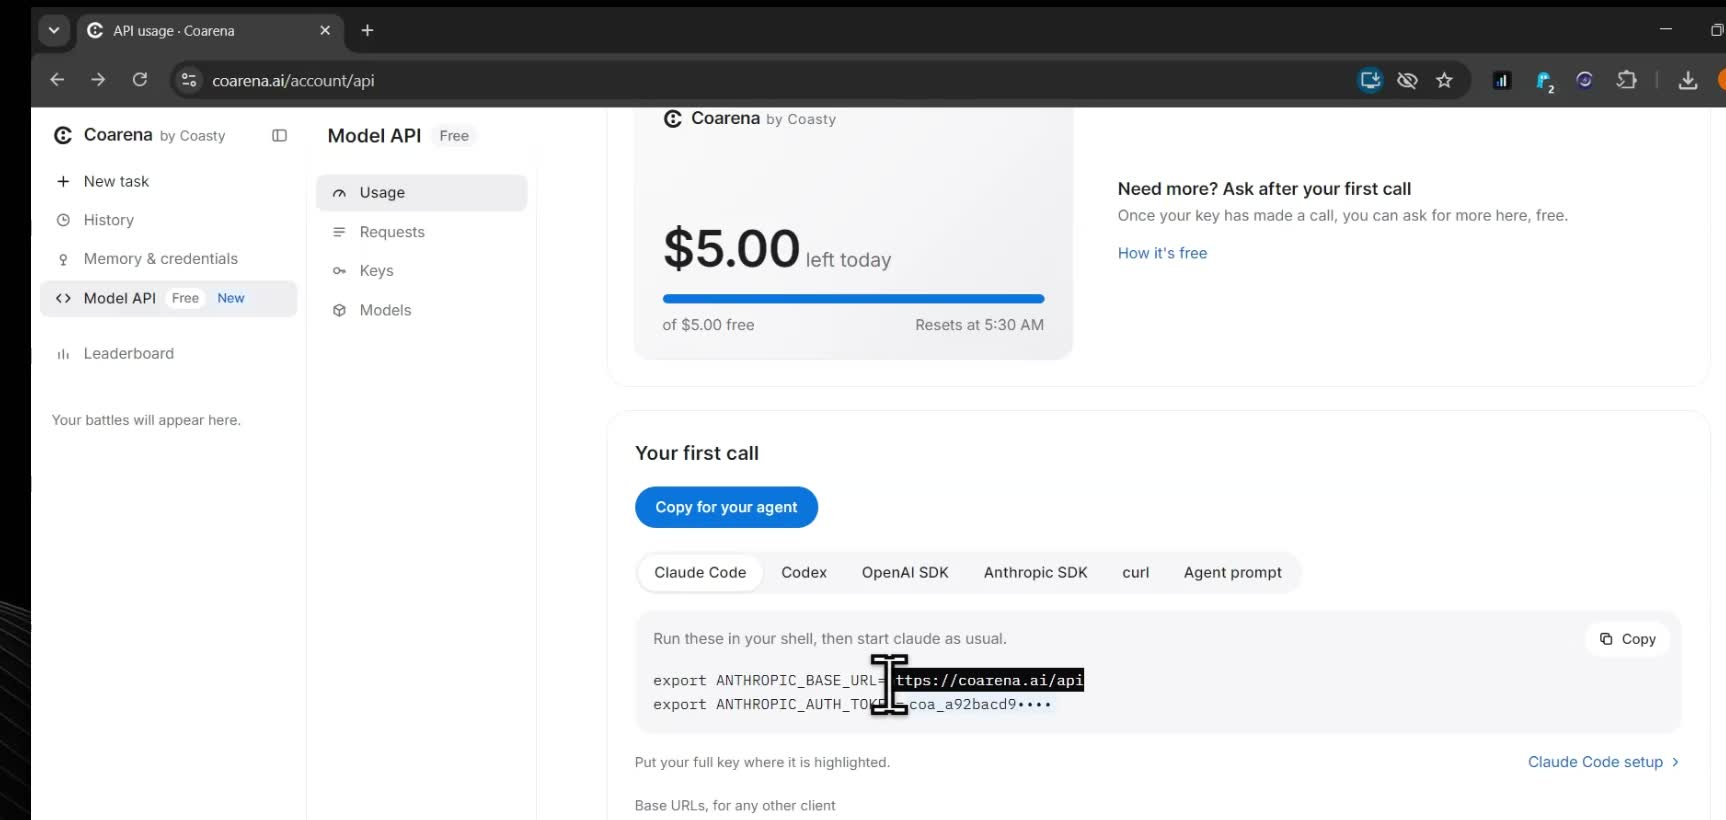 API usage · Coarena
coarena.ai/account/api
2
Coarena by Coasty
New task
History
Memory & credentials
Model API Free New
Leaderboard
Your battles will appear here.
Model API Free
Usage
Requests
Keys
Models
Coarena by Coasty
$5.00 left today
of $5.00 free
Resets at 5:30 AM
Need more? Ask after your first call
Once your key has made a call, you can ask for more here, free.
How it's free
Your first call
Copy for your agent
Claude Code Codex OpenAI SDK Anthropic SDK curl Agent prompt
Run these in your shell, then start claude as usual.
Copy
export ANTHROPIC_BASE_URL= ttps://coarena.ai/api
export coa_a92bacd9••••
Put your full key where it is highlighted.
Claude Code setup
Base URLs, for any other client